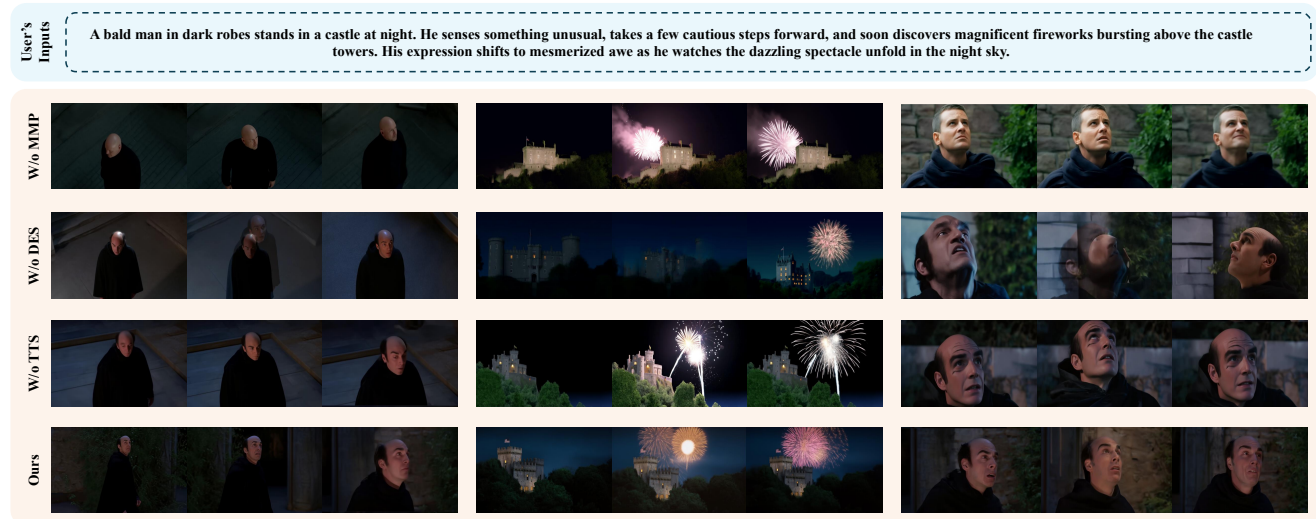 User's
Inputs
A bald man in dark robes stands in a castle at night. He senses something unusual, takes a few cautious steps forward, and soon discovers magnificent fireworks bursting above the castle
towers. His expression shifts to mesmerized awe as he watches the dazzling spectacle unfold in the night sky.
W/o MMP
W/o DES
W/o TTS
Ours